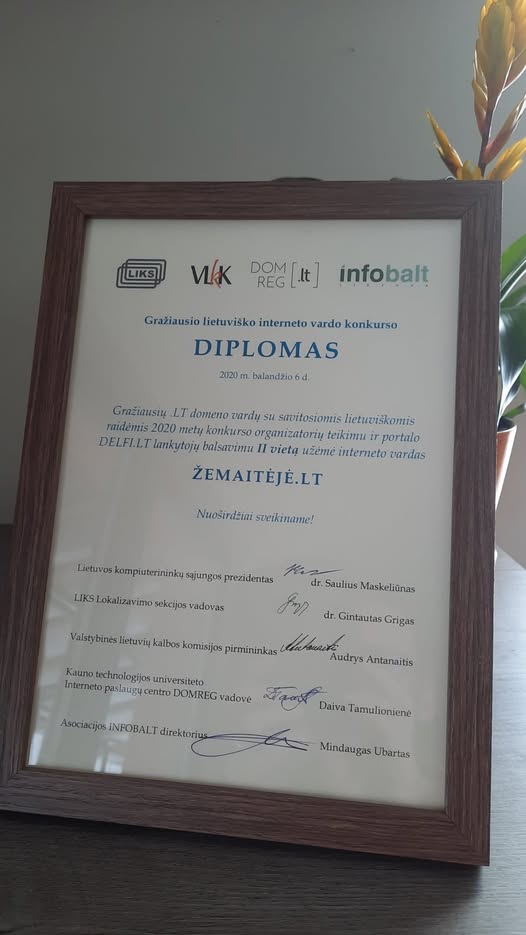 LIKS
VLKK
DOM
REG [.lt]
infobalt
Gražiausio lietuviško interneto vardo konkurso
DIPLOMAS
2020 m. balandžio 6 d.
Gražiausių .LT domeno vardų su savitosiomis lietuviškomis
raidėmis 2020 metų konkurso organizatorių teikimu ir portalo
DELFI.LT lankytojų balsavimu II vietą užėmė interneto vardas
ŽEMAITĖJĖ.LT
Nuoširdžiai sveikiname!
Lietuvos kompiuterininkų sąjungos prezidentas dr. Saulius Maskeliūnas
LIKS Lokalizavimo sekcijos vadovas dr. Gintautas Grigas
Valstybinės lietuvių kalbos komisijos pirmininkas Audrys Antanaitis
Kauno technologijos universiteto
Interneto paslaugų centro DOMREG vadovė Daiva Tamulionienė
Asociacijos INFOBALT direktorius Mindaugas Ubartas